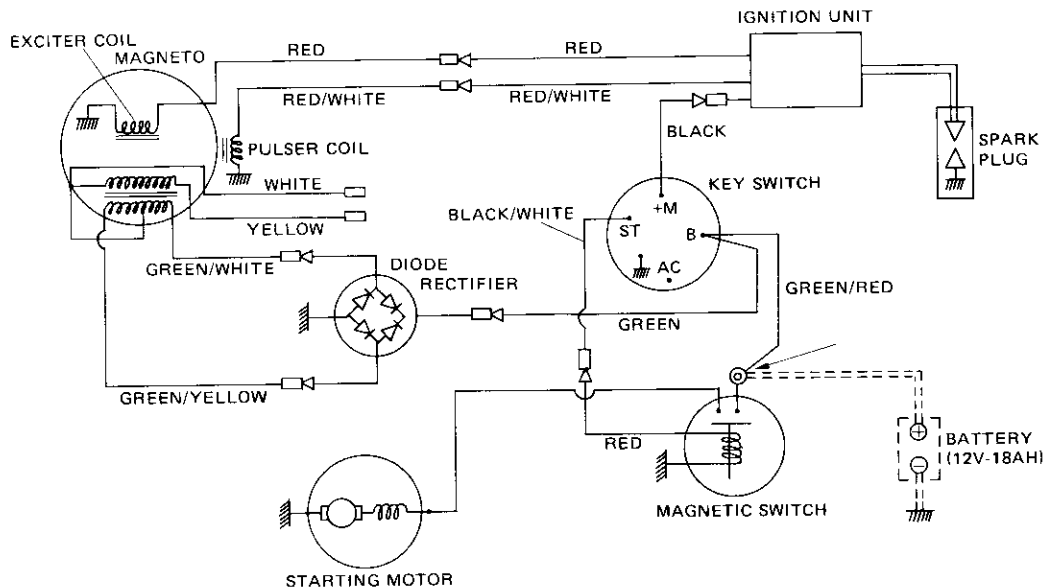 IGNITION UNIT
EXCITER COIL
MAGNETO
RED
RED
RED/WHITE
RED/WHITE
BLACK
SPARK
PLUG
PULSER COIL
WHITE
KEY SWITCH
BLACK/WHITE
+M
ST
B
YELLOW
AC
GREEN/WHITE
DIODE
RECTIFIER
GREEN/RED
GREEN
GREEN/YELLOW
RED
+
BATTERY
(12V-18AH)
−
MAGNETIC SWITCH
STARTING MOTOR